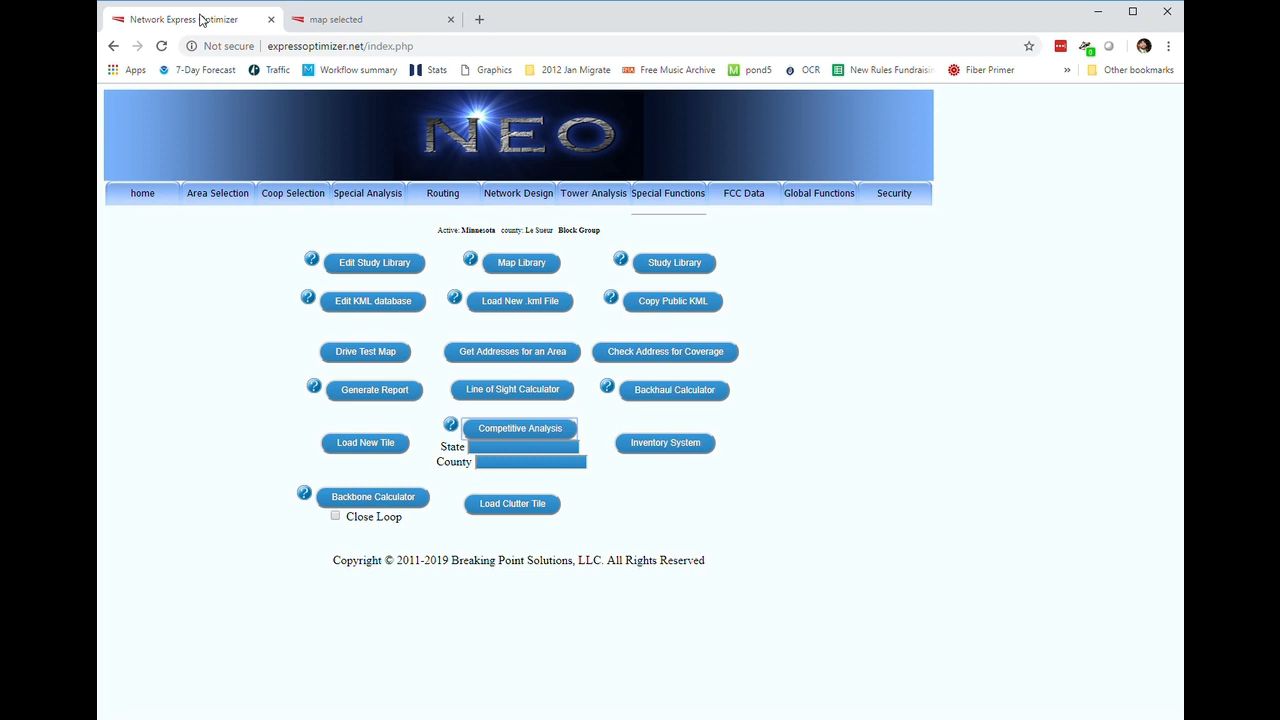 Network Express Optimizer
map selected
Not secure
expressoptimizer.net/index.php
0
Apps
7-Day Forecast
Traffic
Workflow summary
Stats
Graphics
2012 Jan Migrate
Free Music Archive
pond5
OCR
New Rules Fundraisin
Fiber Primer
»
Other bookmarks
NEO
home
Area Selection
Coop Selection
Special Analysis
Routing
Network Design
Tower Analysis
Special Functions
FCC Data
Global Functions
Security
Active: Minnesota county: Le Sueur Block Group
? Edit Study Library
? Map Library
? Study Library
? Edit KML database
? Load New .kml File
? Copy Public KML
Drive Test Map
Get Addresses for an Area
Check Address for Coverage
? Generate Report
Line of Sight Calculator
? Backhaul Calculator
Load New Tile
? Competitive Analysis
State
County
Inventory System
? Backbone Calculator
Close Loop
Load Clutter Tile
Copyright © 2011-2019 Breaking Point Solutions, LLC. All Rights Reserved